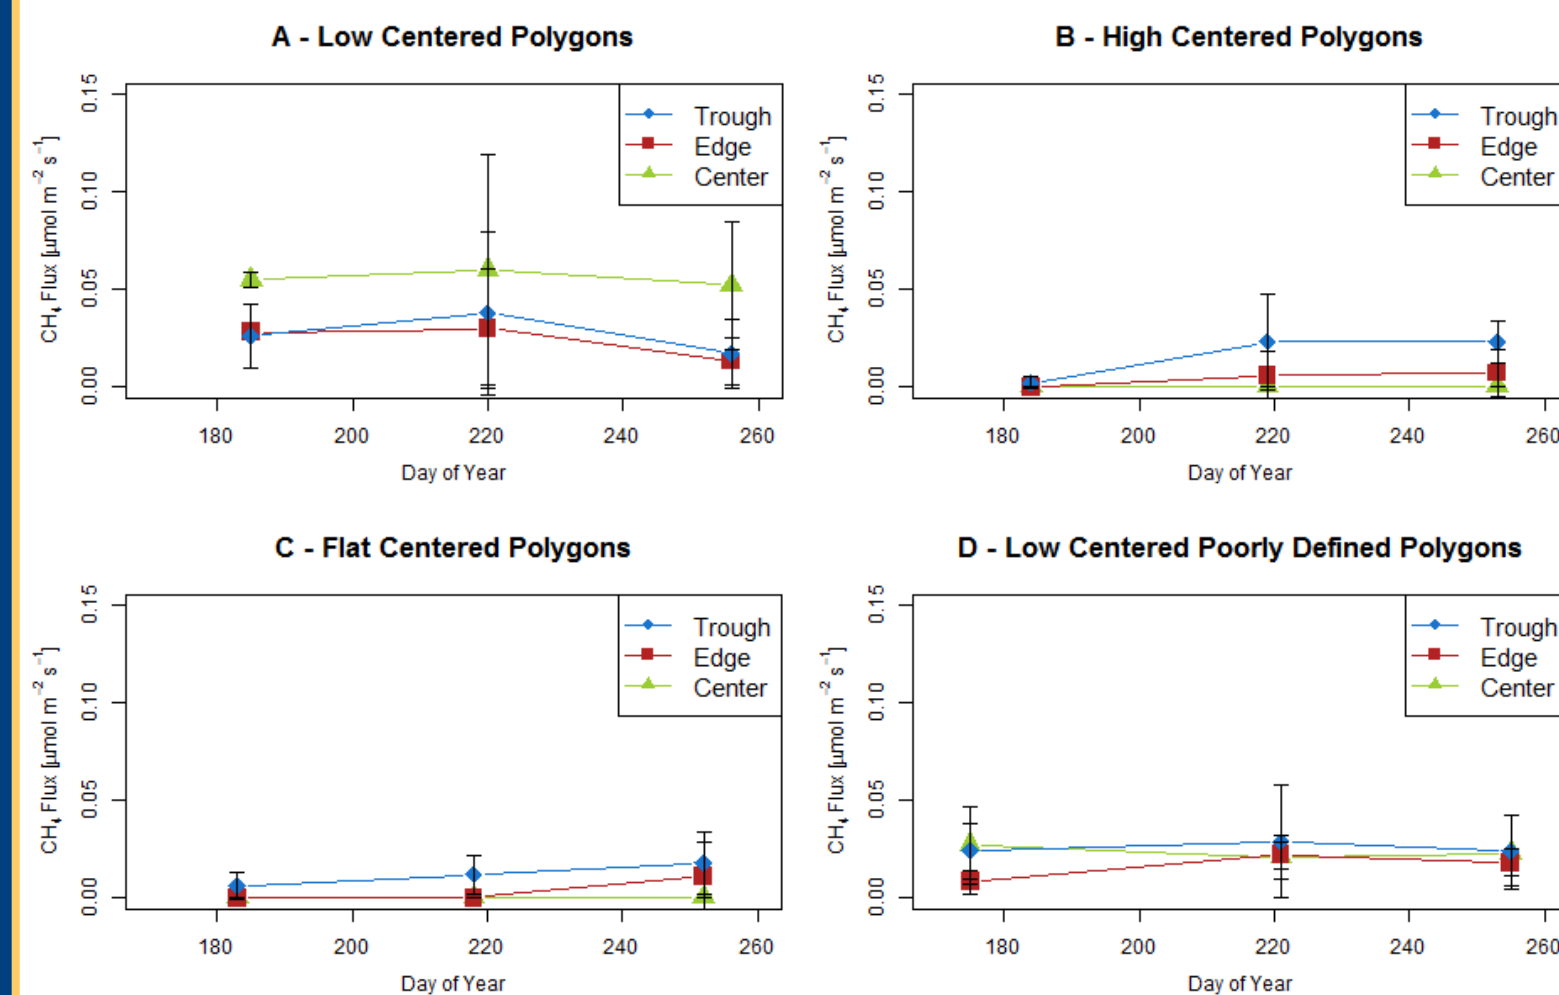 A - Low Centered Polygons
0.15
0.10
0.05
0.00
CH₄ Flux [µmol m⁻² s⁻¹]
Trough
Edge
Center
180 200 220 240 260
Day of Year
B - High Centered Polygons
0.15
0.10
0.05
0.00
CH₄ Flux [µmol m⁻² s⁻¹]
Trough
Edge
Center
180 200 220 240 260
Day of Year
C - Flat Centered Polygons
0.15
0.10
0.05
0.00
CH₄ Flux [µmol m⁻² s⁻¹]
Trough
Edge
Center
180 200 220 240 260
Day of Year
D - Low Centered Poorly Defined Polygons
0.15
0.10
0.05
0.00
CH₄ Flux [µmol m⁻² s⁻¹]
Trough
Edge
Center
180 200 220 240 260
Day of Year